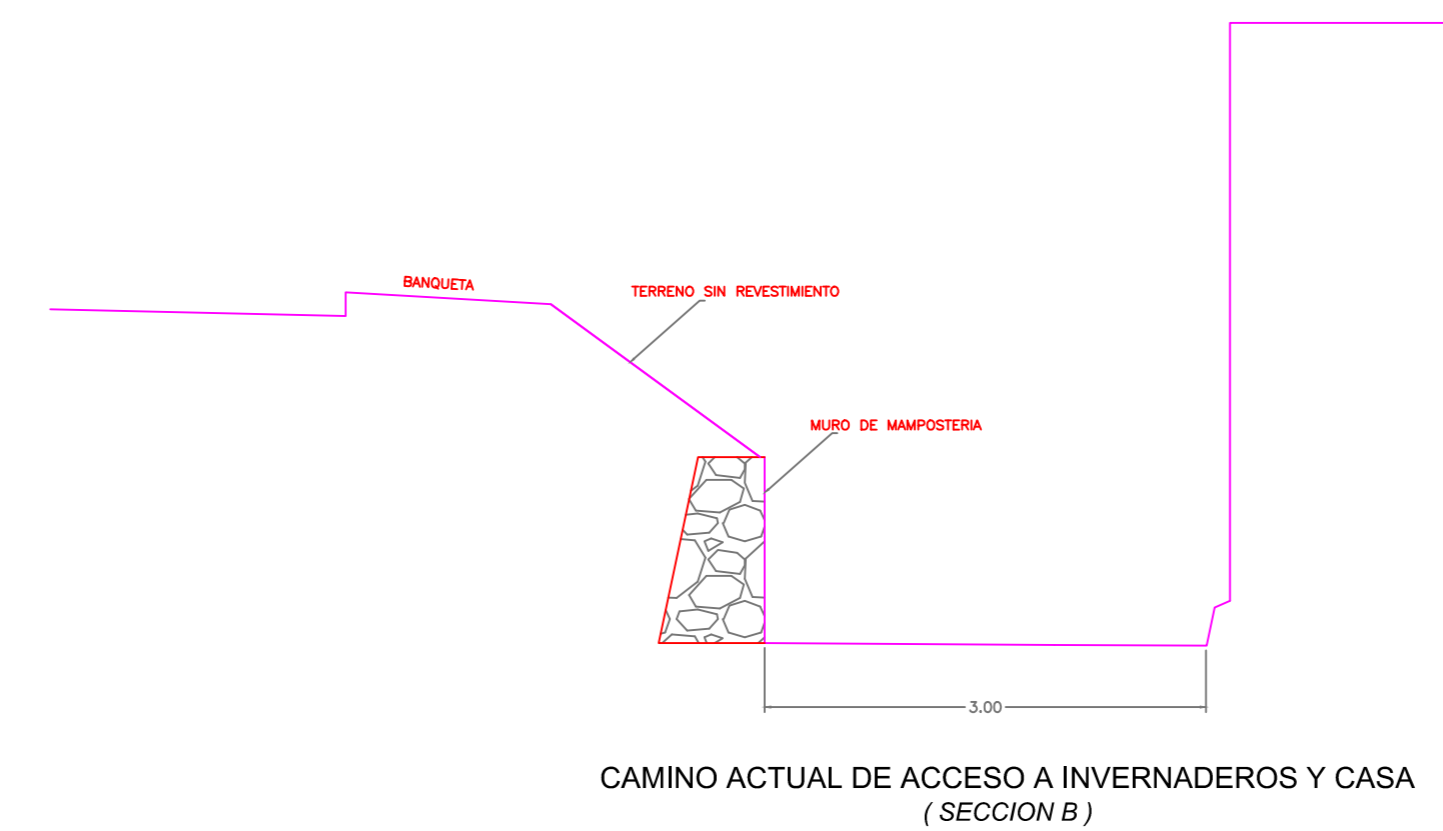 BANQUETA
TERRENO SIN REVESTIMIENTO
MURO DE MAMPOSTERIA
3.00
CAMINO ACTUAL DE ACCESO A INVERNADEROS Y CASA
( SECCION B )